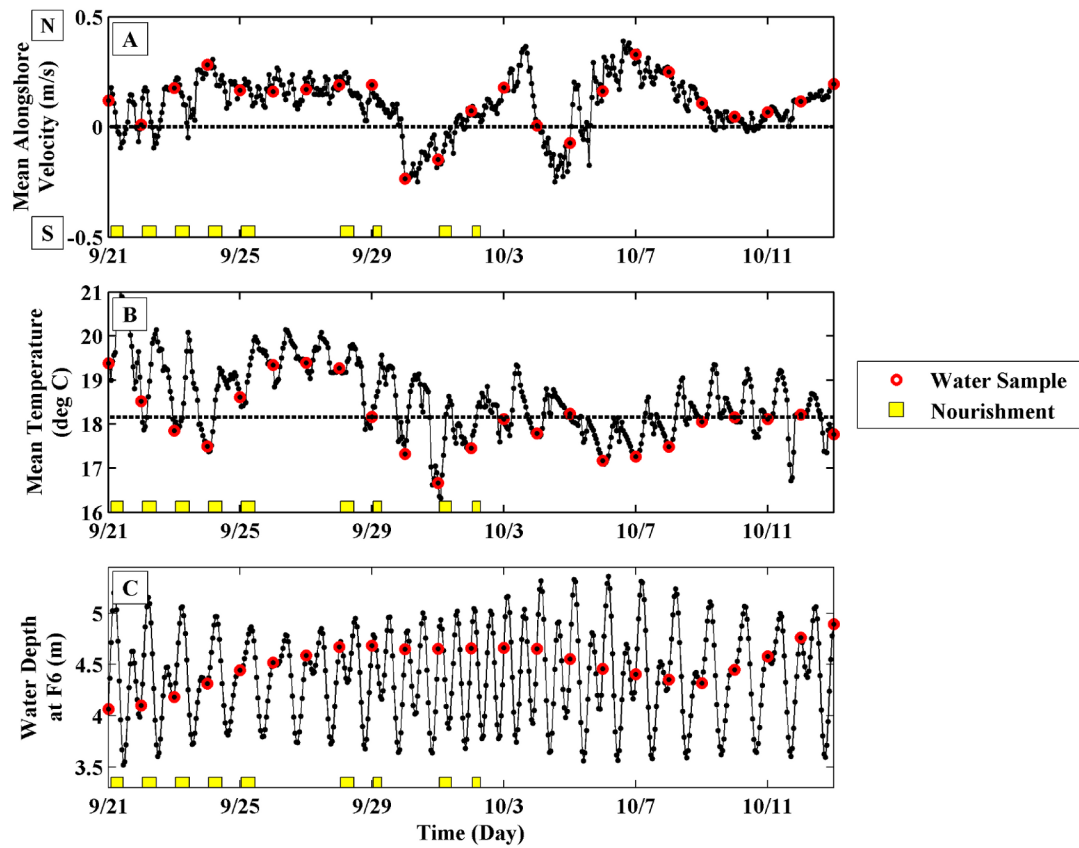 N
0.5
A
Mean Alongshore
Velocity (m/s)
0
S
-0.5
9/21 9/25 9/29 10/3 10/7 10/11
21
B
20
19
18
17
16
Mean Temperature
(deg C)
9/21 9/25 9/29 10/3 10/7 10/11
Water Sample
Nourishment
C
5
4.5
4
3.5
Water Depth
at F6 (m)
9/21 9/25 9/29 10/3 10/7 10/11
Time (Day)